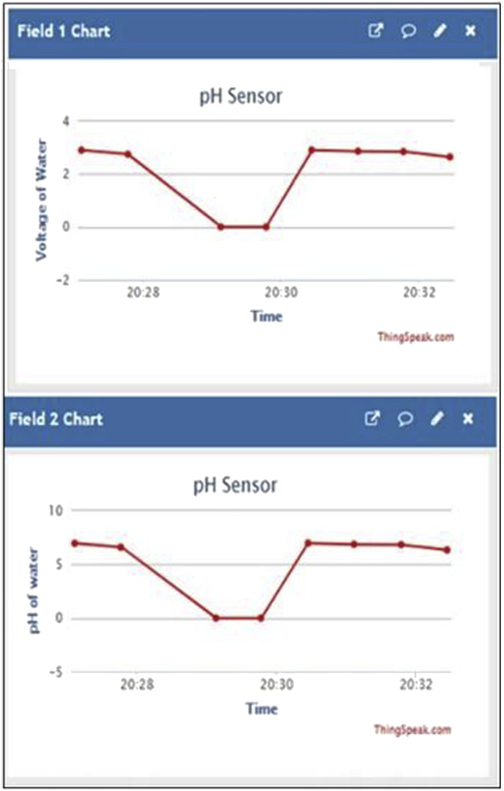 Field 1 Chart
pH Sensor
Voltage of Water
4
2
0
-2
20:28 20:30 20:32
Time
ThingSpeak.com
Field 2 Chart
pH Sensor
pH of water
10
5
0
-5
20:28 20:30 20:32
Time
ThingSpeak.com